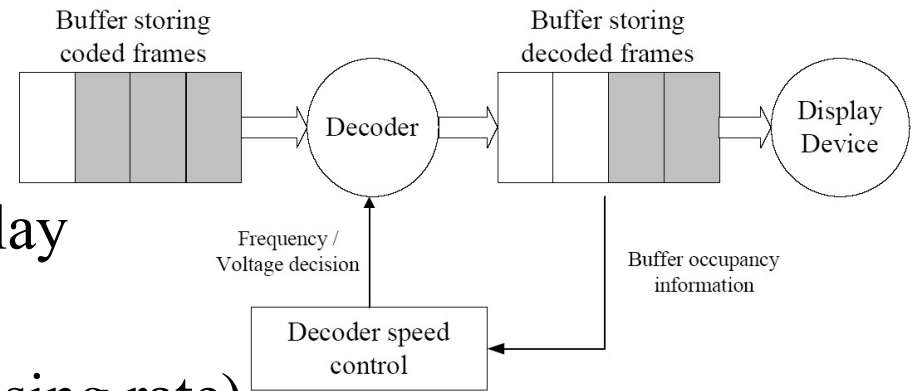 Buffer storing
coded frames
Buffer storing
decoded frames
Decoder
Display
Device
Frequency /
Voltage decision
Buffer occupancy
information
Decoder speed
control
rate)